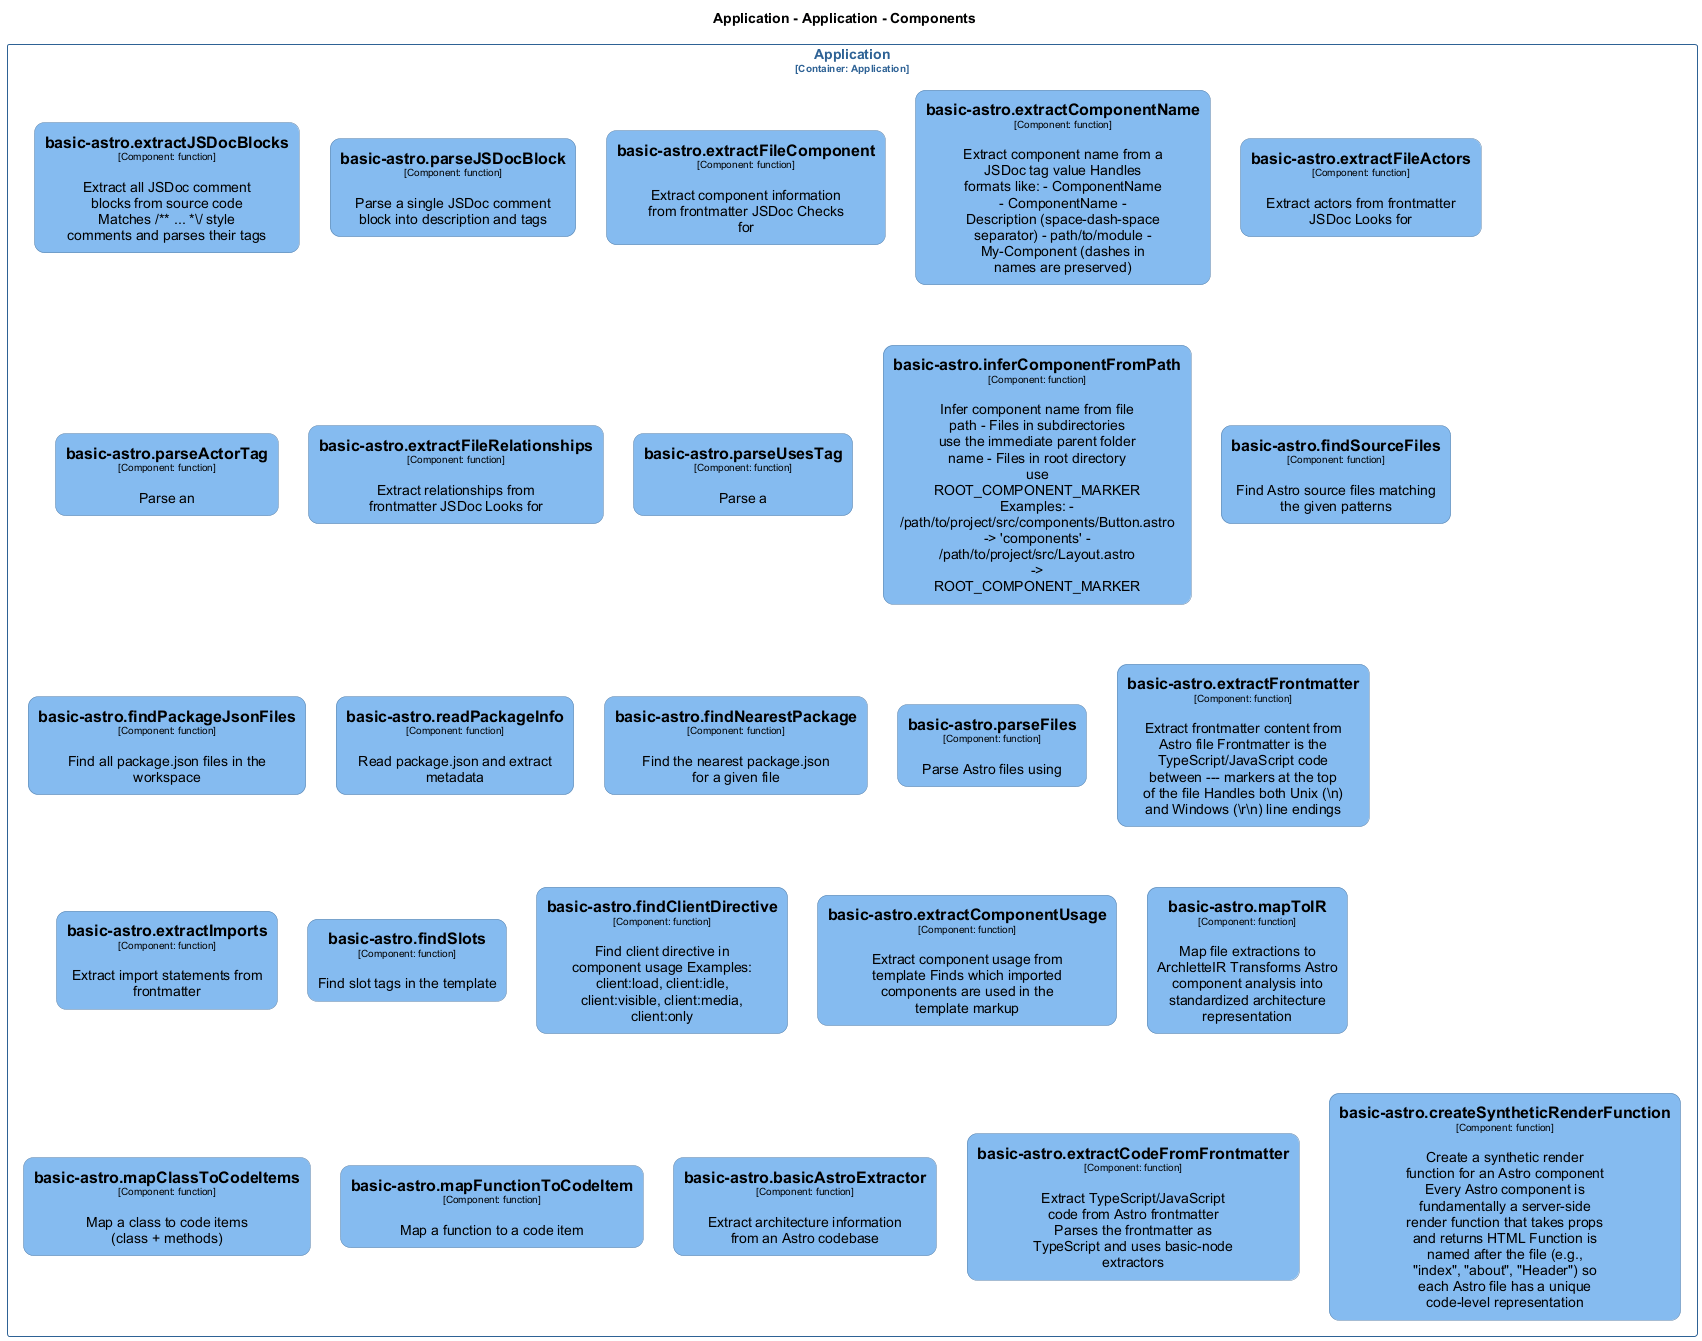 Application - Application - Components
Application
[Container: Application]
basic-astro.extractJSDocBlocks
[Component: function]
Extract all JSDoc comment
blocks from source code
Matches /** ... *\/ style
comments and parses their tags
basic-astro.parseJSDocBlock
[Component: function]
Parse a single JSDoc comment
block into description and tags
basic-astro.extractFileComponent
[Component: function]
Extract component information
from frontmatter JSDoc Checks
for
basic-astro.extractComponentName
[Component: function]
Extract component name from a
JSDoc tag value Handles
formats like: - ComponentName
- ComponentName -
Description (space-dash-space
separator) - path/to/module -
My-Component (dashes in
names are preserved)
basic-astro.extractFileActors
[Component: function]
Extract actors from frontmatter
JSDoc Looks for
basic-astro.parseActorTag
[Component: function]
Parse an
basic-astro.extractFileRelationships
[Component: function]
Extract relationships from
frontmatter JSDoc Looks for
basic-astro.parseUsesTag
[Component: function]
Parse a
basic-astro.inferComponentFromPath
[Component: function]
Infer component name from file
path - Files in subdirectories
use the immediate parent folder
name - Files in root directory
use
ROOT_COMPONENT_MARKER
Examples: -
/path/to/project/src/components/Button.astro
-> 'components' -
/path/to/project/src/Layout.astro
->
ROOT_COMPONENT_MARKER
basic-astro.findSourceFiles
[Component: function]
Find Astro source files matching
the given patterns
basic-astro.findPackageJsonFiles
[Component: function]
Find all package.json files in the
workspace
basic-astro.readPackageInfo
[Component: function]
Read package.json and extract
metadata
basic-astro.findNearestPackage
[Component: function]
Find the nearest package.json
for a given file
basic-astro.parseFiles
[Component: function]
Parse Astro files using
basic-astro.extractFrontmatter
[Component: function]
Extract frontmatter content from
Astro file Frontmatter is the
TypeScript/JavaScript code
between --- markers at the top
of the file Handles both Unix (\n)
and Windows (\r\n) line endings
basic-astro.extractImports
[Component: function]
Extract import statements from
frontmatter
basic-astro.findSlots
[Component: function]
Find slot tags in the template
basic-astro.findClientDirective
[Component: function]
Find client directive in
component usage Examples:
client:load, client:idle,
client:visible, client:media,
client:only
basic-astro.extractComponentUsage
[Component: function]
Extract component usage from
template Finds which imported
components are used in the
template markup
basic-astro.mapToIR
[Component: function]
Map file extractions to
ArchletteIR Transforms Astro
component analysis into
standardized architecture
representation
basic-astro.mapClassToCodeItems
[Component: function]
Map a class to code items
(class + methods)
basic-astro.mapFunctionToCodeItem
[Component: function]
Map a function to a code item
basic-astro.basicAstroExtractor
[Component: function]
Extract architecture information
from an Astro codebase
basic-astro.extractCodeFromFrontmatter
[Component: function]
Extract TypeScript/JavaScript
code from Astro frontmatter
Parses the frontmatter as
TypeScript and uses basic-node
extractors
basic-astro.createSyntheticRenderFunction
[Component: function]
Create a synthetic render
function for an Astro component
Every Astro component is
fundamentally a server-side
render function that takes props
and returns HTML Function is
named after the file (e.g.,
"index", "about", "Header") so
each Astro file has a unique
code-level representation